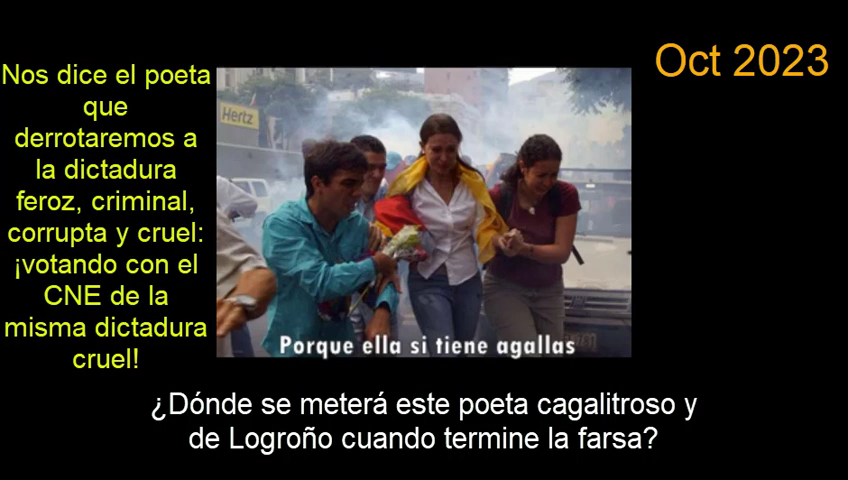 Oct 2023
Nos dice el poeta
que
derrotaremos a
la dictadura
feroz, criminal,
corrupta y cruel:
¡votando con el
CNE de la
misma dictadura
cruel!
Hertz
Porque ella si tiene agallas
¿Dónde se meterá este poeta cagalitroso y
de Logroño cuando termine la farsa?